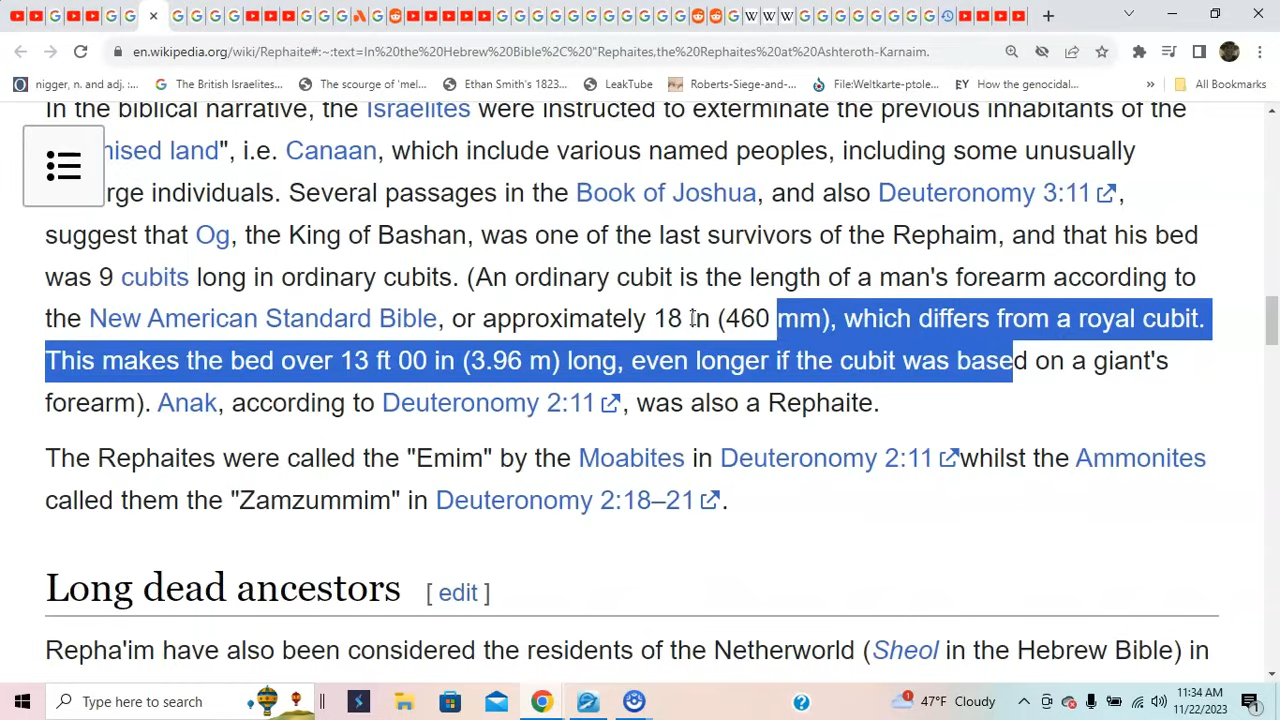 en.wikipedia.org/wiki/Rephaite#:~:text=In%20the%20Hebrew%20Bible%2C%20"Rephaites,the%20Rephaites%20at%20Ashteroth-Karnaim.
nigger, n. and adj. :... The British Israelites... The scourge of 'mel... Ethan Smith's 1823... LeakTube Roberts-Siege-and-... File:Weltkarte-ptole... EY How the genocidal... » All Bookmarks
In the biblical narrative, the Israelites were instructed to exterminate the previous inhabitants of the
mised land", i.e. Canaan, which include various named peoples, including some unusually
rge individuals. Several passages in the Book of Joshua, and also Deuteronomy 3:11,
suggest that Og, the King of Bashan, was one of the last survivors of the Rephaim, and that his bed
was 9 cubits long in ordinary cubits. (An ordinary cubit is the length of a man's forearm according to
the New American Standard Bible, or approximately 18 in (460 mm), which differs from a royal cubit.
This makes the bed over 13 ft 00 in (3.96 m) long, even longer if the cubit was based on a giant's
forearm). Anak, according to Deuteronomy 2:11, was also a Rephaite.
The Rephaites were called the "Emim" by the Moabites in Deuteronomy 2:11 whilst the Ammonites
called them the "Zamzummim" in Deuteronomy 2:18–21.
Long dead ancestors [ edit ]
Repha'im have also been considered the residents of the Netherworld (Sheol in the Hebrew Bible) in
Type here to search
47°F Cloudy
11:34 AM
11/22/2023